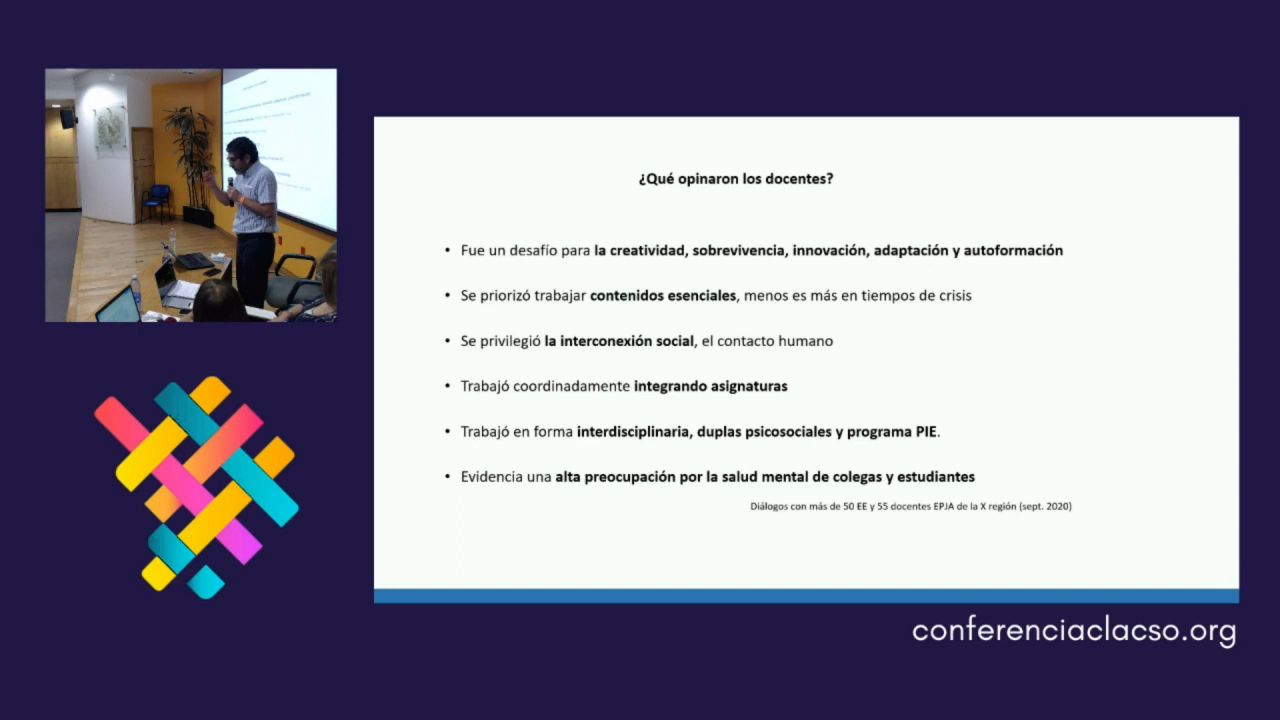 ¿Qué opinaron los docentes?
• Fue un desafío para la creatividad, sobrevivencia, innovación, adaptación y autoformación
• Se priorizó trabajar contenidos esenciales, menos es más en tiempos de crisis
• Se privilegió la interconexión social, el contacto humano
• Trabajó coordinadamente integrando asignaturas
• Trabajó en forma interdisciplinaria, duplas psicosociales y programa PIE.
• Evidencia una alta preocupación por la salud mental de colegas y estudiantes
Diálogos con más de 50 EE y 55 docentes EPJA de la X región (sept. 2020)
conferenciaclacso.org